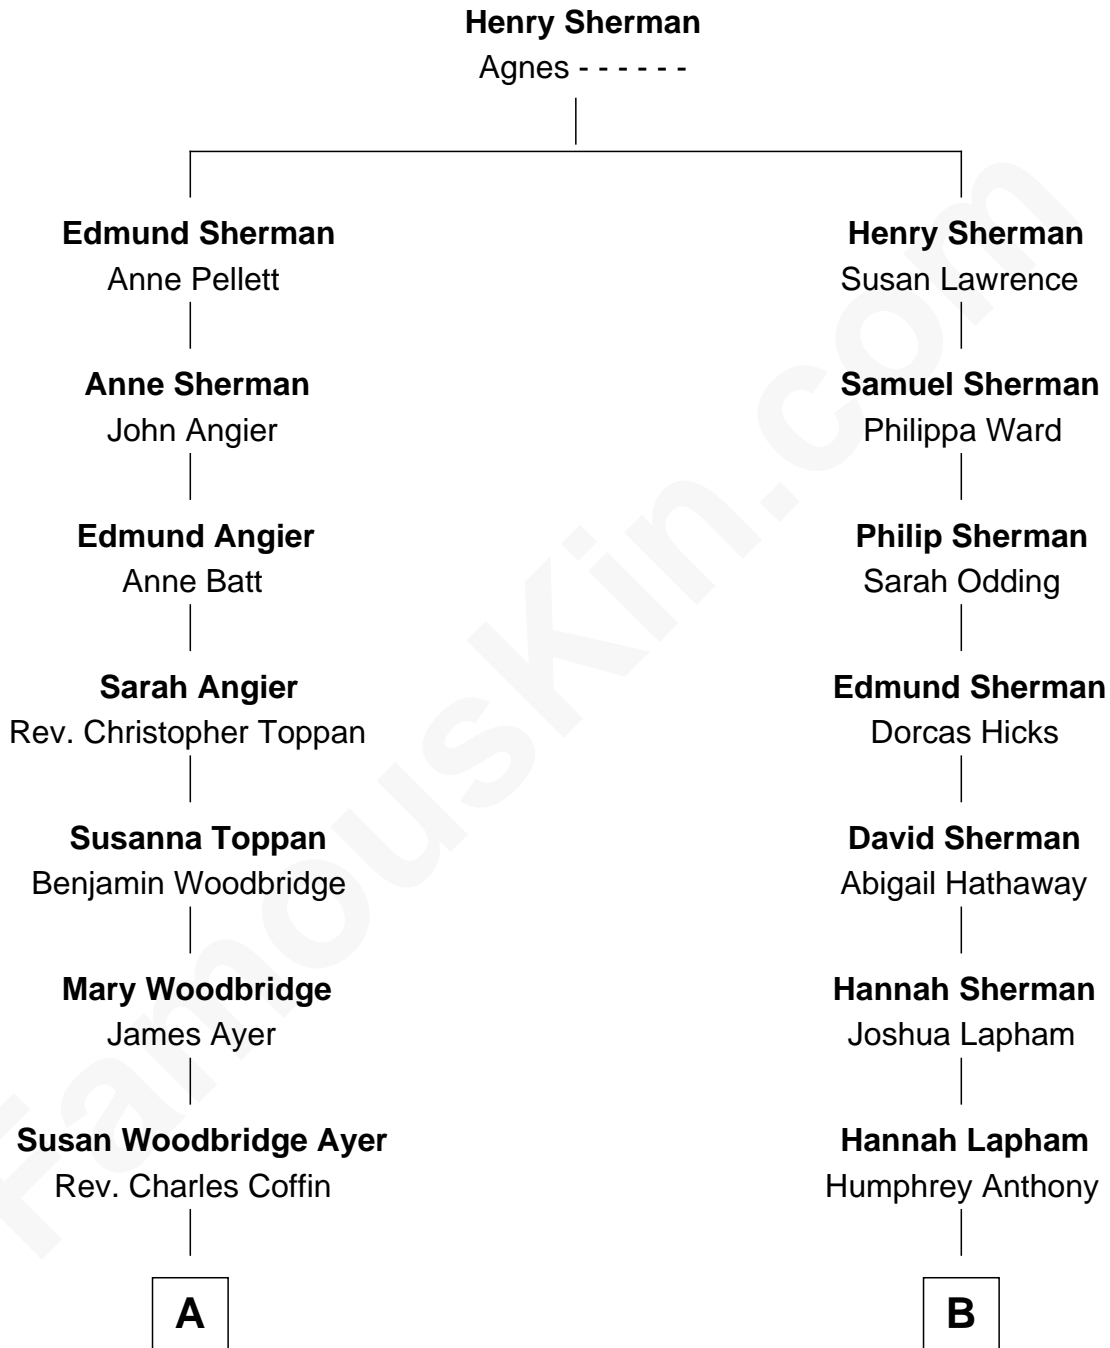 Henry Sherman
Agnes - - - - - -
Edmund Sherman
Anne Pellett
Henry Sherman
Susan Lawrence
Anne Sherman
John Angier
Samuel Sherman
Philippa Ward
Edmund Angier
Anne Batt
Philip Sherman
Sarah Odding
Sarah Angier
Rev. Christopher Toppan
Edmund Sherman
Dorcas Hicks
Susanna Toppan
Benjamin Woodbridge
David Sherman
Abigail Hathaway
Mary Woodbridge
James Ayer
Hannah Sherman
Joshua Lapham
Susan Woodbridge Ayer
Rev. Charles Coffin
Hannah Lapham
Humphrey Anthony
A
B
FamousKin.com